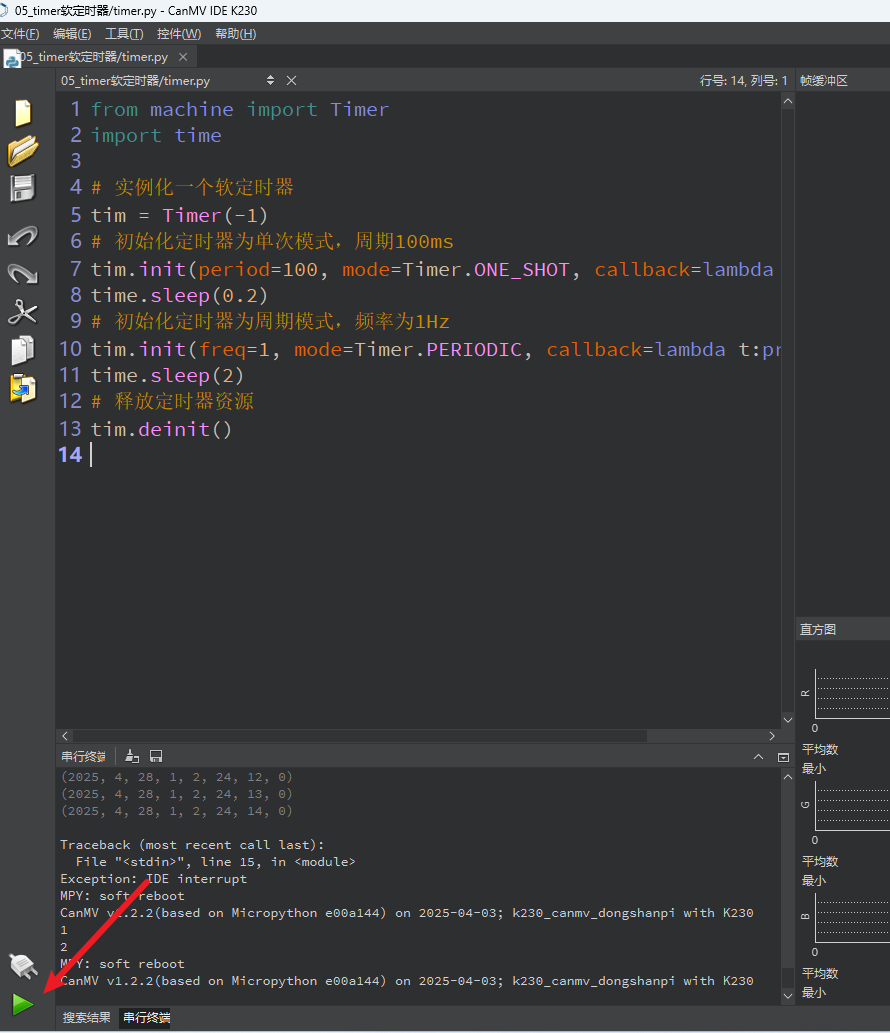 05_timer软定时器/timer.py - CanMV IDE K230
文件(F) 编辑(E) 工具(T) 控件(W) 帮助(H)
05_timer软定时器/timer.py
05_timer软定时器/timer.py 行号: 14, 列号: 1 帧缓冲区
1 from machine import Timer
2 import time
3
4 # 实例化一个软定时器
5 tim = Timer(-1)
6 # 初始化定时器为单次模式，周期100ms
7 tim.init(period=100, mode=Timer.ONE_SHOT, callback=lambda
8 time.sleep(0.2)
9 # 初始化定时器为周期模式，频率为1Hz
10 tim.init(freq=1, mode=Timer.PERIODIC, callback=lambda t:pr
11 time.sleep(2)
12 # 释放定时器资源
13 tim.deinit()
14
直方图
R
0
平均数
最小
G
0
平均数
最小
B
0
平均数
最小
串行终端
(2025, 4, 28, 1, 2, 24, 12, 0)
(2025, 4, 28, 1, 2, 24, 13, 0)
(2025, 4, 28, 1, 2, 24, 14, 0)
Traceback (most recent call last):
File "<stdin>", line 15, in <module>
Exception: IDE interrupt
MPY: soft reboot
CanMV v1.2.2(based on Micropython e00a144) on 2025-04-03; k230_canmv_dongshanpi with K230
1
2
MPY: soft reboot
CanMV v1.2.2(based on Micropython e00a144) on 2025-04-03; k230_canmv_dongshanpi with K230
搜索结果 串行终端